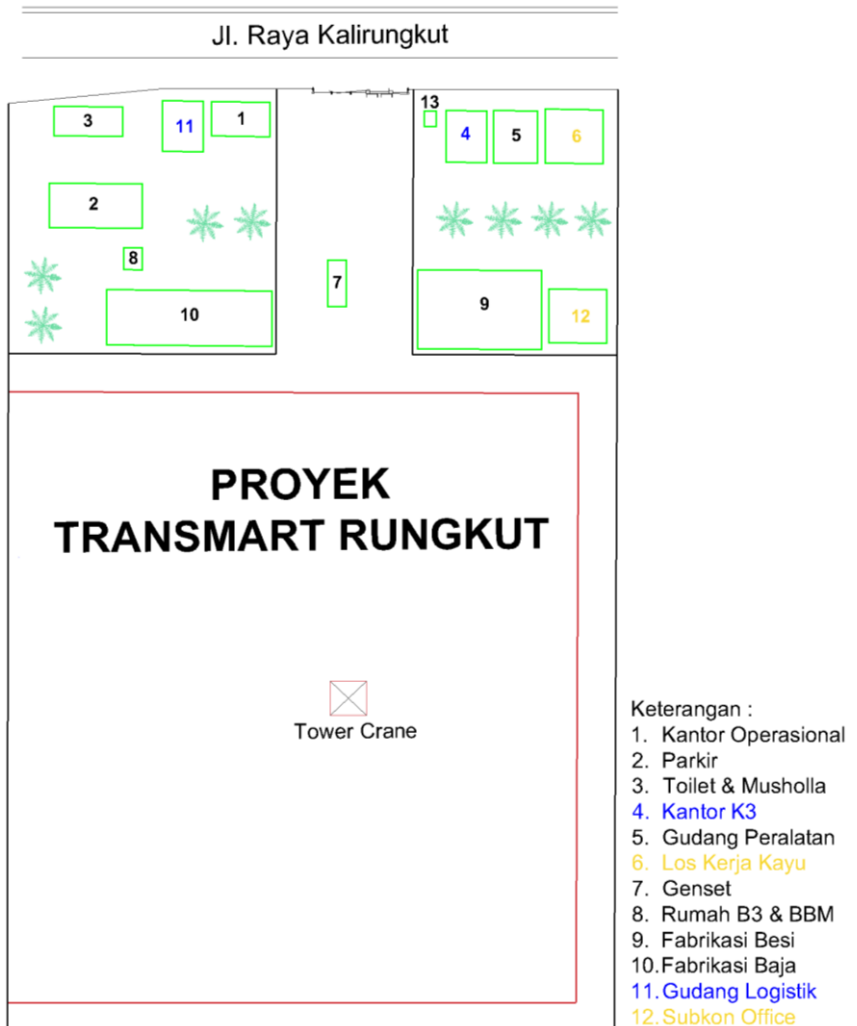 Jl. Raya Kalirungkut
3
11
1
13
4
5
6
2
8
7
10
9
12
PROYEK
TRANSMART RUNGKUT
Tower Crane
Keterangan :
1. Kantor Operasional
2. Parkir
3. Toilet & Musholla
4. Kantor K3
5. Gudang Peralatan
6. Los Kerja Kayu
7. Genset
8. Rumah B3 & BBM
9. Fabrikasi Besi
10.Fabrikasi Baja
11.Gudang Logistik
12.Subkon Office